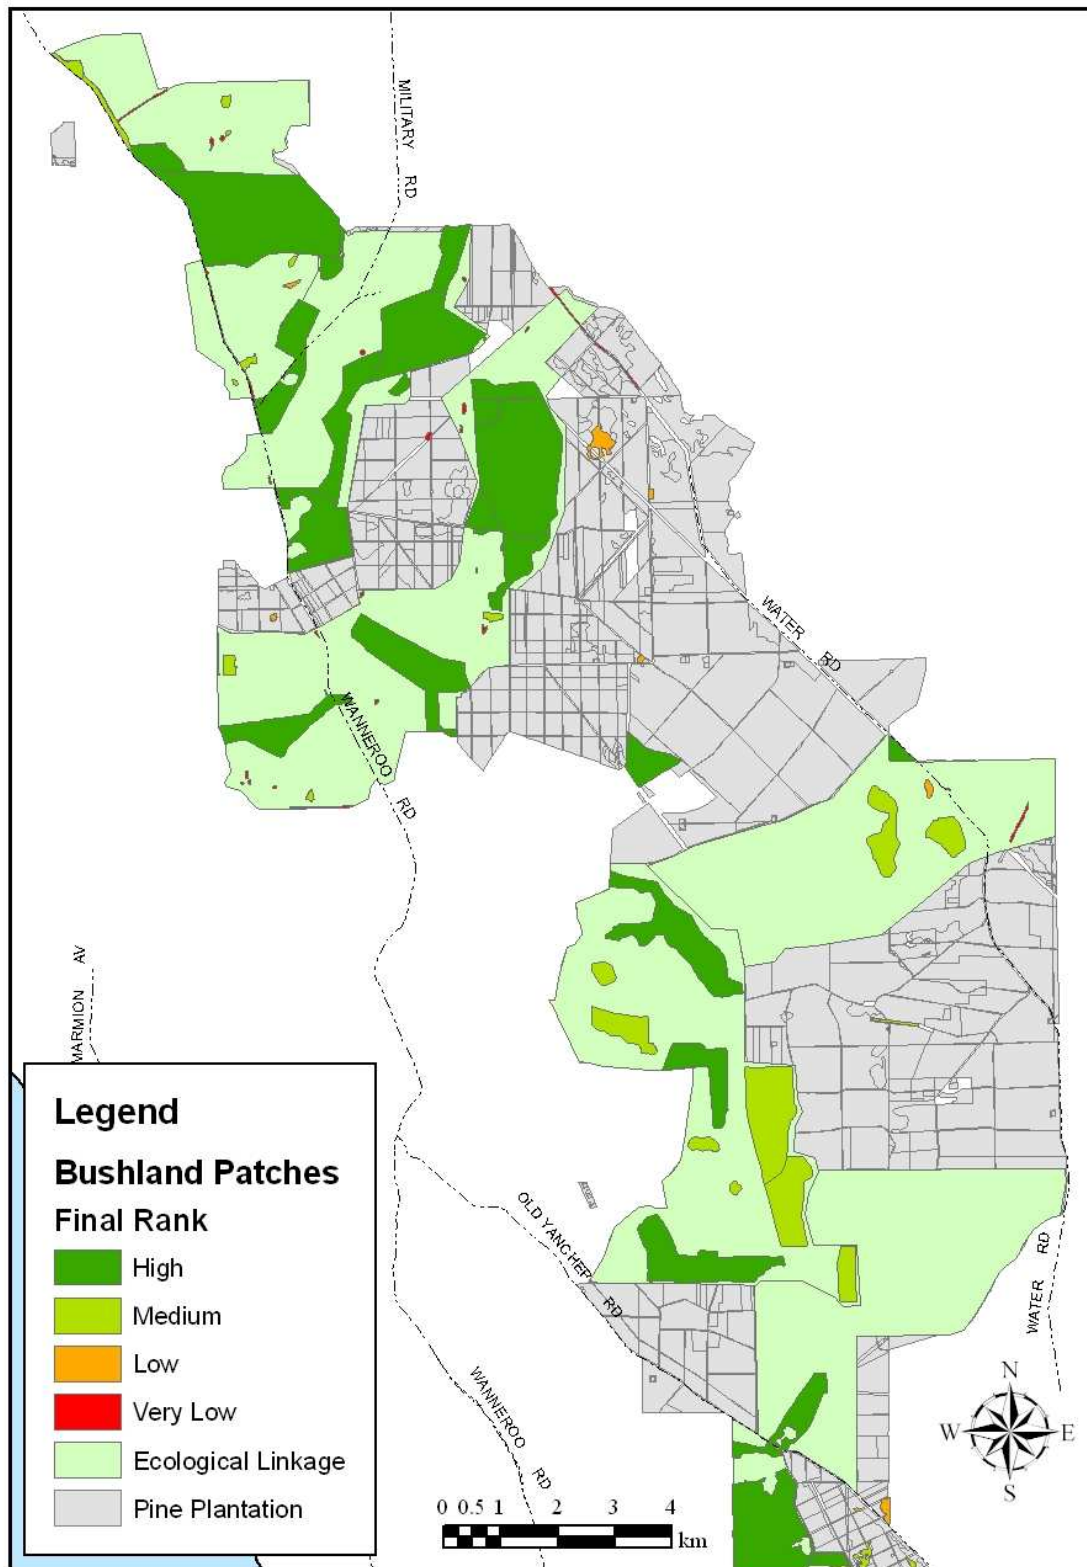 MILITARY RD
WATER RD
WANNEROO RD
MARMION AV
Legend
Bushland Patches
Final Rank
High
Medium
Low
Very Low
Ecological Linkage
Pine Plantation
OLD YANCHEP RD
WATER RD
WANNEROO RD
N
W E
S
0 0.5 1 2 3 4
km